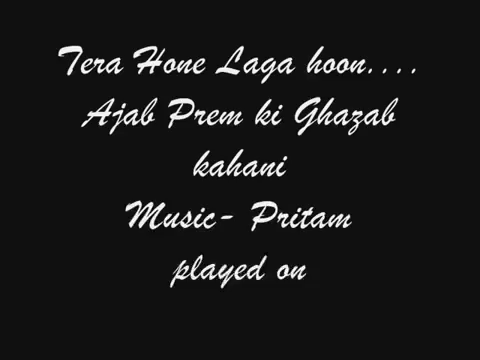 Tera Hone Laga hoon....
Ajab Prem ki Ghazab
kahani
Music- Pritam
played on